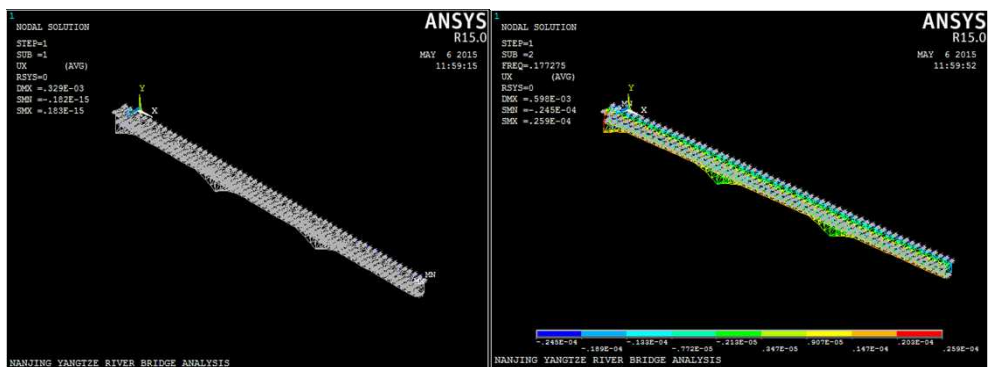 1
NODAL SOLUTION
STEP=1
SUB =1
UX (AVG)
RSYS=0
DMX =.329E-03
SMN =-.182E-15
SMX =.183E-15
ANSYS
R15.0
MAY 6 2015
11:59:15
Y
X
MN
NANJING YANGTZE RIVER BRIDGE ANALYSIS
1
NODAL SOLUTION
STEP=1
SUB =2
FREQ=.177275
UX (AVG)
RSYS=0
DMX =.598E-03
SMN =-.245E-04
SMX =.259E-04
ANSYS
R15.0
MAY 6 2015
11:59:52
Y
X
-.245E-04 -.133E-04 -.213E-05 .907E-05 .203E-04
-.189E-04 -.772E-05 .347E-05 .147E-04 .259E-04
NANJING YANGTZE RIVER BRIDGE ANALYSIS